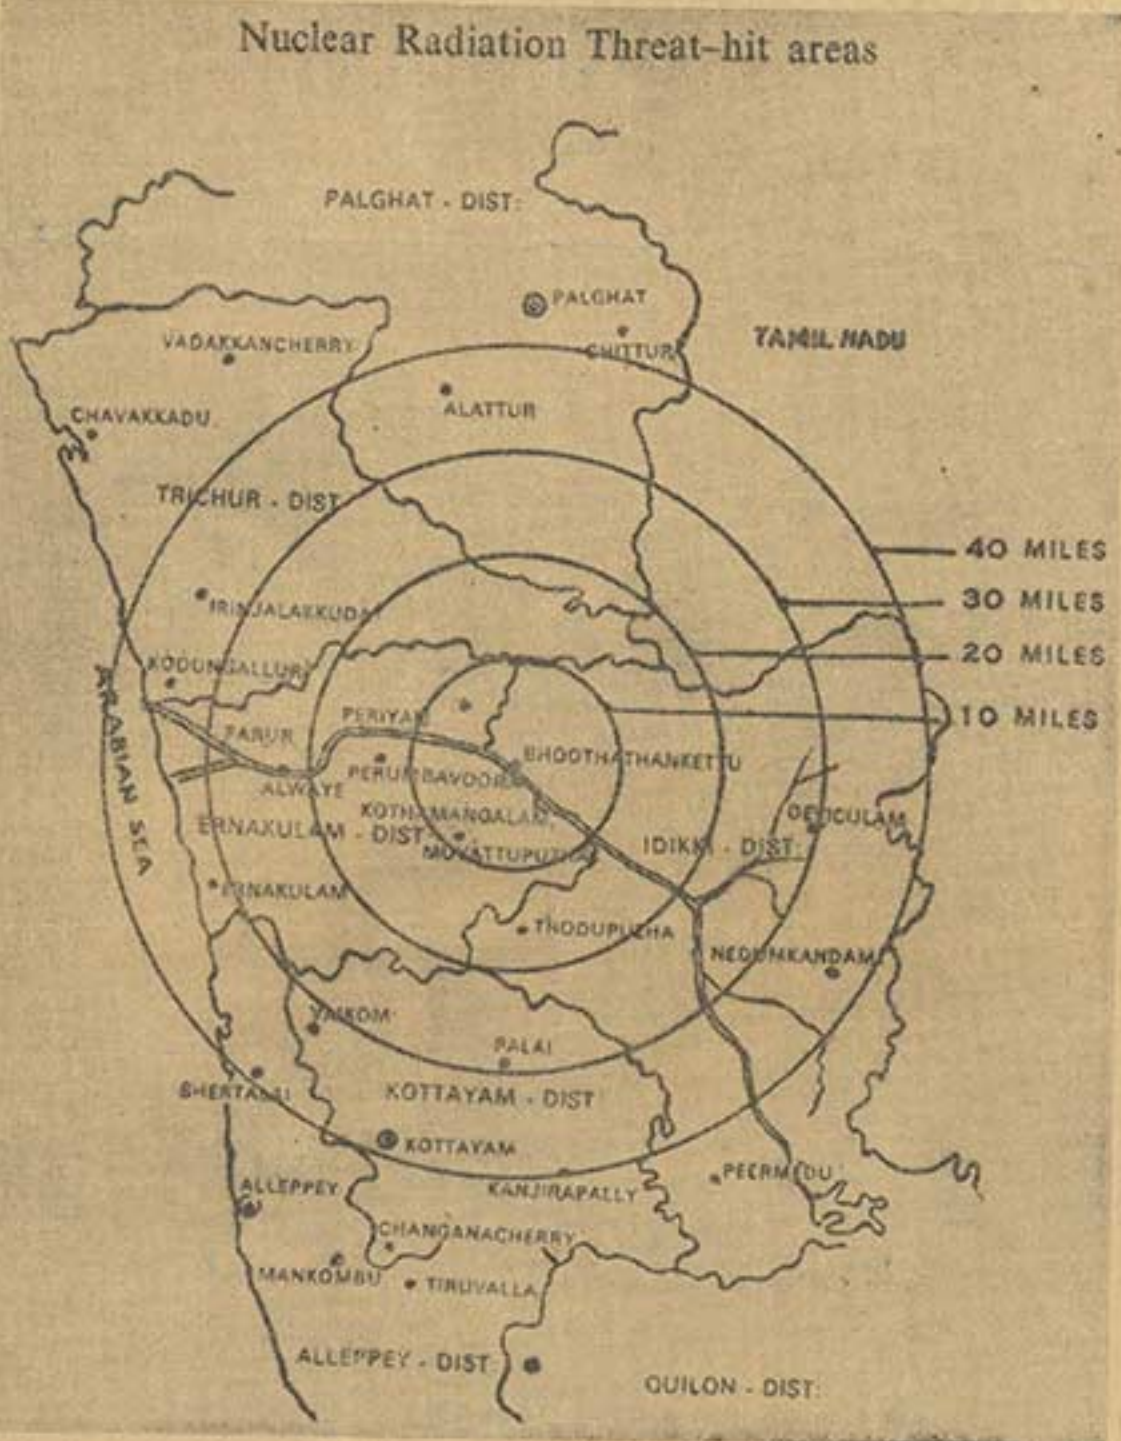 Nuclear Radiation Threat-hit areas
PALGHAT - DIST:
PALGHAT
CHITTUR
TAMIL NADU
VADAKKANCHERRY
ALATTUR
CHAVAKKADU
TRICHUR - DIST
40 MILES
30 MILES
IRINJALAKKUDA
20 MILES
KODUNGALLUR
ARABIAN SEA
10 MILES
PERIYAR
PARUR
BHOOTHATHANKETTU
PERUMBAVOOR
ALWAYE
KOTHAMANGALAM
DEVICULAM
ERNAKULAM - DIST
IDIKKI - DIST:
MUVATTUPUZHA
ERNAKULAM
THODUPUZHA
NEDUMKANDAM
VAIKOM
PALAI
SHERTALAI
KOTTAYAM - DIST
KOTTAYAM
PEERMEDU
ALLEPPEY
KANJIRAPALLY
CHANGANACHERRY
MANKOMBU
TIRUVALLA
ALLEPPEY - DIST
QUILON - DIST: